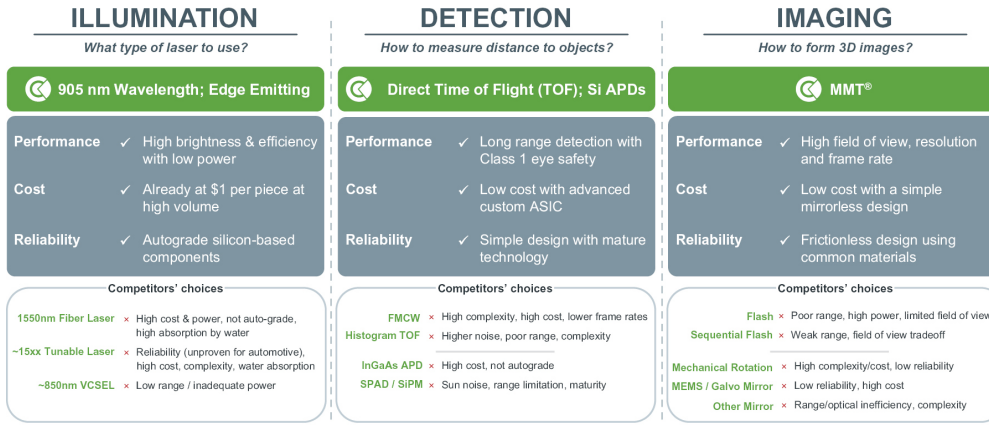 ILLUMINATION
What type of laser to use?
905 nm Wavelength; Edge Emitting
Performance ✓ High brightness & efficiency
with low power
Cost ✓ Already at $1 per piece at
high volume
Reliability ✓ Autograde silicon-based
components
Competitors’ choices
1550nm Fiber Laser × High cost & power, not auto-grade,
high absorption by water
~15xx Tunable Laser × Reliability (unproven for automotive),
high cost, complexity, water absorption
~850nm VCSEL × Low range / inadequate power
DETECTION
How to measure distance to objects?
Direct Time of Flight (TOF); Si APDs
Performance ✓ Long range detection with
Class 1 eye safety
Cost ✓ Low cost with advanced
custom ASIC
Reliability ✓ Simple design with mature
technology
Competitors’ choices
FMCW × High complexity, high cost, lower frame rates
Histogram TOF × Higher noise, poor range, complexity
InGaAs APD × High cost, not autograde
SPAD / SiPM × Sun noise, range limitation, maturity
IMAGING
How to form 3D images?
MMT®
Performance ✓ High field of view, resolution
and frame rate
Cost ✓ Low cost with a simple
mirrorless design
Reliability ✓ Frictionless design using
common materials
Competitors’ choices
Flash × Poor range, high power, limited field of view
Sequential Flash × Weak range, field of view tradeoff
Mechanical Rotation × High complexity/cost, low reliability
MEMS / Galvo Mirror × Low reliability, high cost
Other Mirror × Range/optical inefficiency, complexity